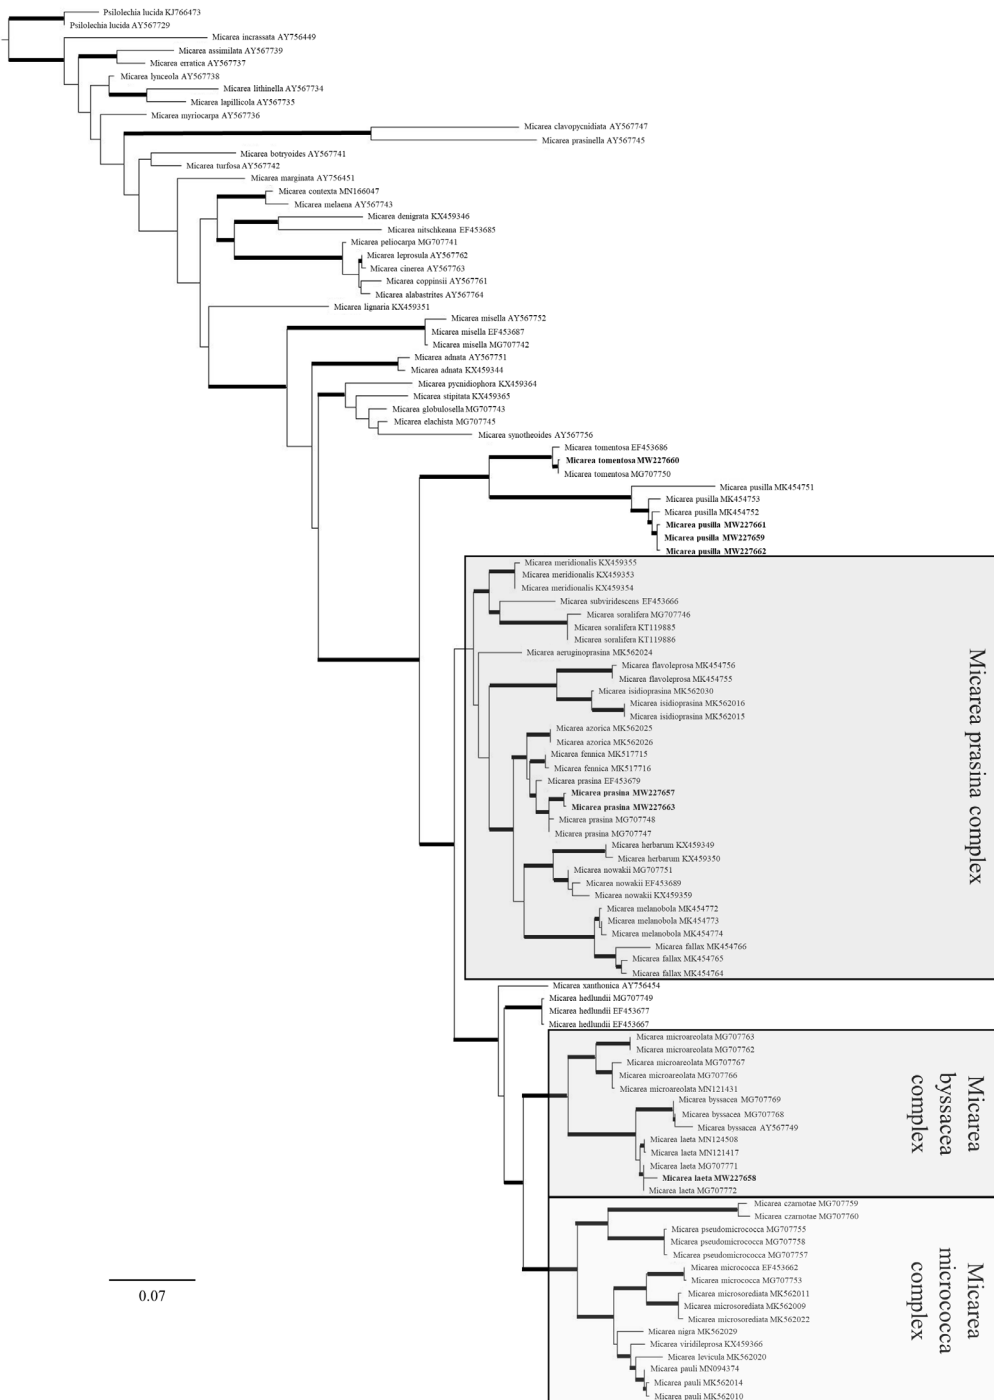 Psilolechia lucida KJ766473
Psilolechia lucida AY567729
Micarea incrassata AY756449
Micarea assimilata AY567739
Micarea erratica AY567737
Micarea lynceola AY567738
Micarea lithinella AY567734
Micarea lapillicola AY567735
Micarea myriocarpa AY567736
Micarea clavopycnidiata AY567747
Micarea prasinella AY567745
Micarea botryoides AY567741
Micarea turfosa AY567742
Micarea marginata AY756451
Micarea contexta MN166047
Micarea melaena AY567743
Micarea denigrata KX459346
Micarea nitschkeana EF453685
Micarea peliocarpa MG707741
Micarea leprosula AY567762
Micarea cinerea AY567763
Micarea coppinsii AY567761
Micarea alabastrites AY567764
Micarea lignaria KX459351
Micarea misella AY567752
Micarea misella EF453687
Micarea misella MG707742
Micarea adnata AY567751
Micarea adnata KX459344
Micarea pycnidiophora KX459364
Micarea stipitata KX459365
Micarea globulosella MG707743
Micarea elachista MG707745
Micarea synotheoides AY567756
Micarea tomentosa EF453686
Micarea tomentosa MW227660
Micarea tomentosa MG707750
Micarea pusilla MK454751
Micarea pusilla MK454753
Micarea pusilla MK454752
Micarea pusilla MW227661
Micarea pusilla MW227659
Micarea pusilla MW227662
Micarea meridionalis KX459355
Micarea meridionalis KX459353
Micarea meridionalis KX459354
Micarea subviridescens EF453666
Micarea soralifera MG707746
Micarea soralifera KT119885
Micarea soralifera KT119886
Micarea aeruginoprasina MK562024
Micarea flavoleprosa MK454756
Micarea flavoleprosa MK454755
Micarea isidioprasina MK562030
Micarea isidioprasina MK562016
Micarea isidioprasina MK562015
Micarea azorica MK562025
Micarea azorica MK562026
Micarea fennica MK517715
Micarea fennica MK517716
Micarea prasina EF453679
Micarea prasina MW227657
Micarea prasina MW227663
Micarea prasina MG707748
Micarea prasina MG707747
Micarea herbarum KX459349
Micarea herbarum KX459350
Micarea nowakii MG707751
Micarea nowakii EF453689
Micarea nowakii KX459359
Micarea melanobola MK454772
Micarea melanobola MK454773
Micarea melanobola MK454774
Micarea fallax MK454766
Micarea fallax MK454765
Micarea fallax MK454764
Micarea prasina complex
Micarea xanthonica AY756454
Micarea hedlundii MG707749
Micarea hedlundii EF453677
Micarea hedlundii EF453667
Micarea microareolata MG707763
Micarea microareolata MG707762
Micarea microareolata MG707767
Micarea microareolata MG707766
Micarea microareolata MN121431
Micarea byssacea MG707769
Micarea byssacea MG707768
Micarea byssacea AY567749
Micarea laeta MN124508
Micarea laeta MN121417
Micarea laeta MG707771
Micarea laeta MW227658
Micarea laeta MG707772
Micarea
byssacea
complex
Micarea czarnotae MG707759
Micarea czarnotae MG707760
Micarea pseudomicrococca MG707755
Micarea pseudomicrococca MG707758
Micarea pseudomicrococca MG707757
Micarea micrococca EF453662
Micarea micrococca MG707753
Micarea microsorediata MK562011
Micarea microsorediata MK562009
Micarea microsorediata MK562022
Micarea nigra MK562029
Micarea viridileprosa KX459366
Micarea levicula MK562020
Micarea pauli MN094374
Micarea pauli MK562014
Micarea pauli MK562010
Micarea
micrococca
complex
0.07